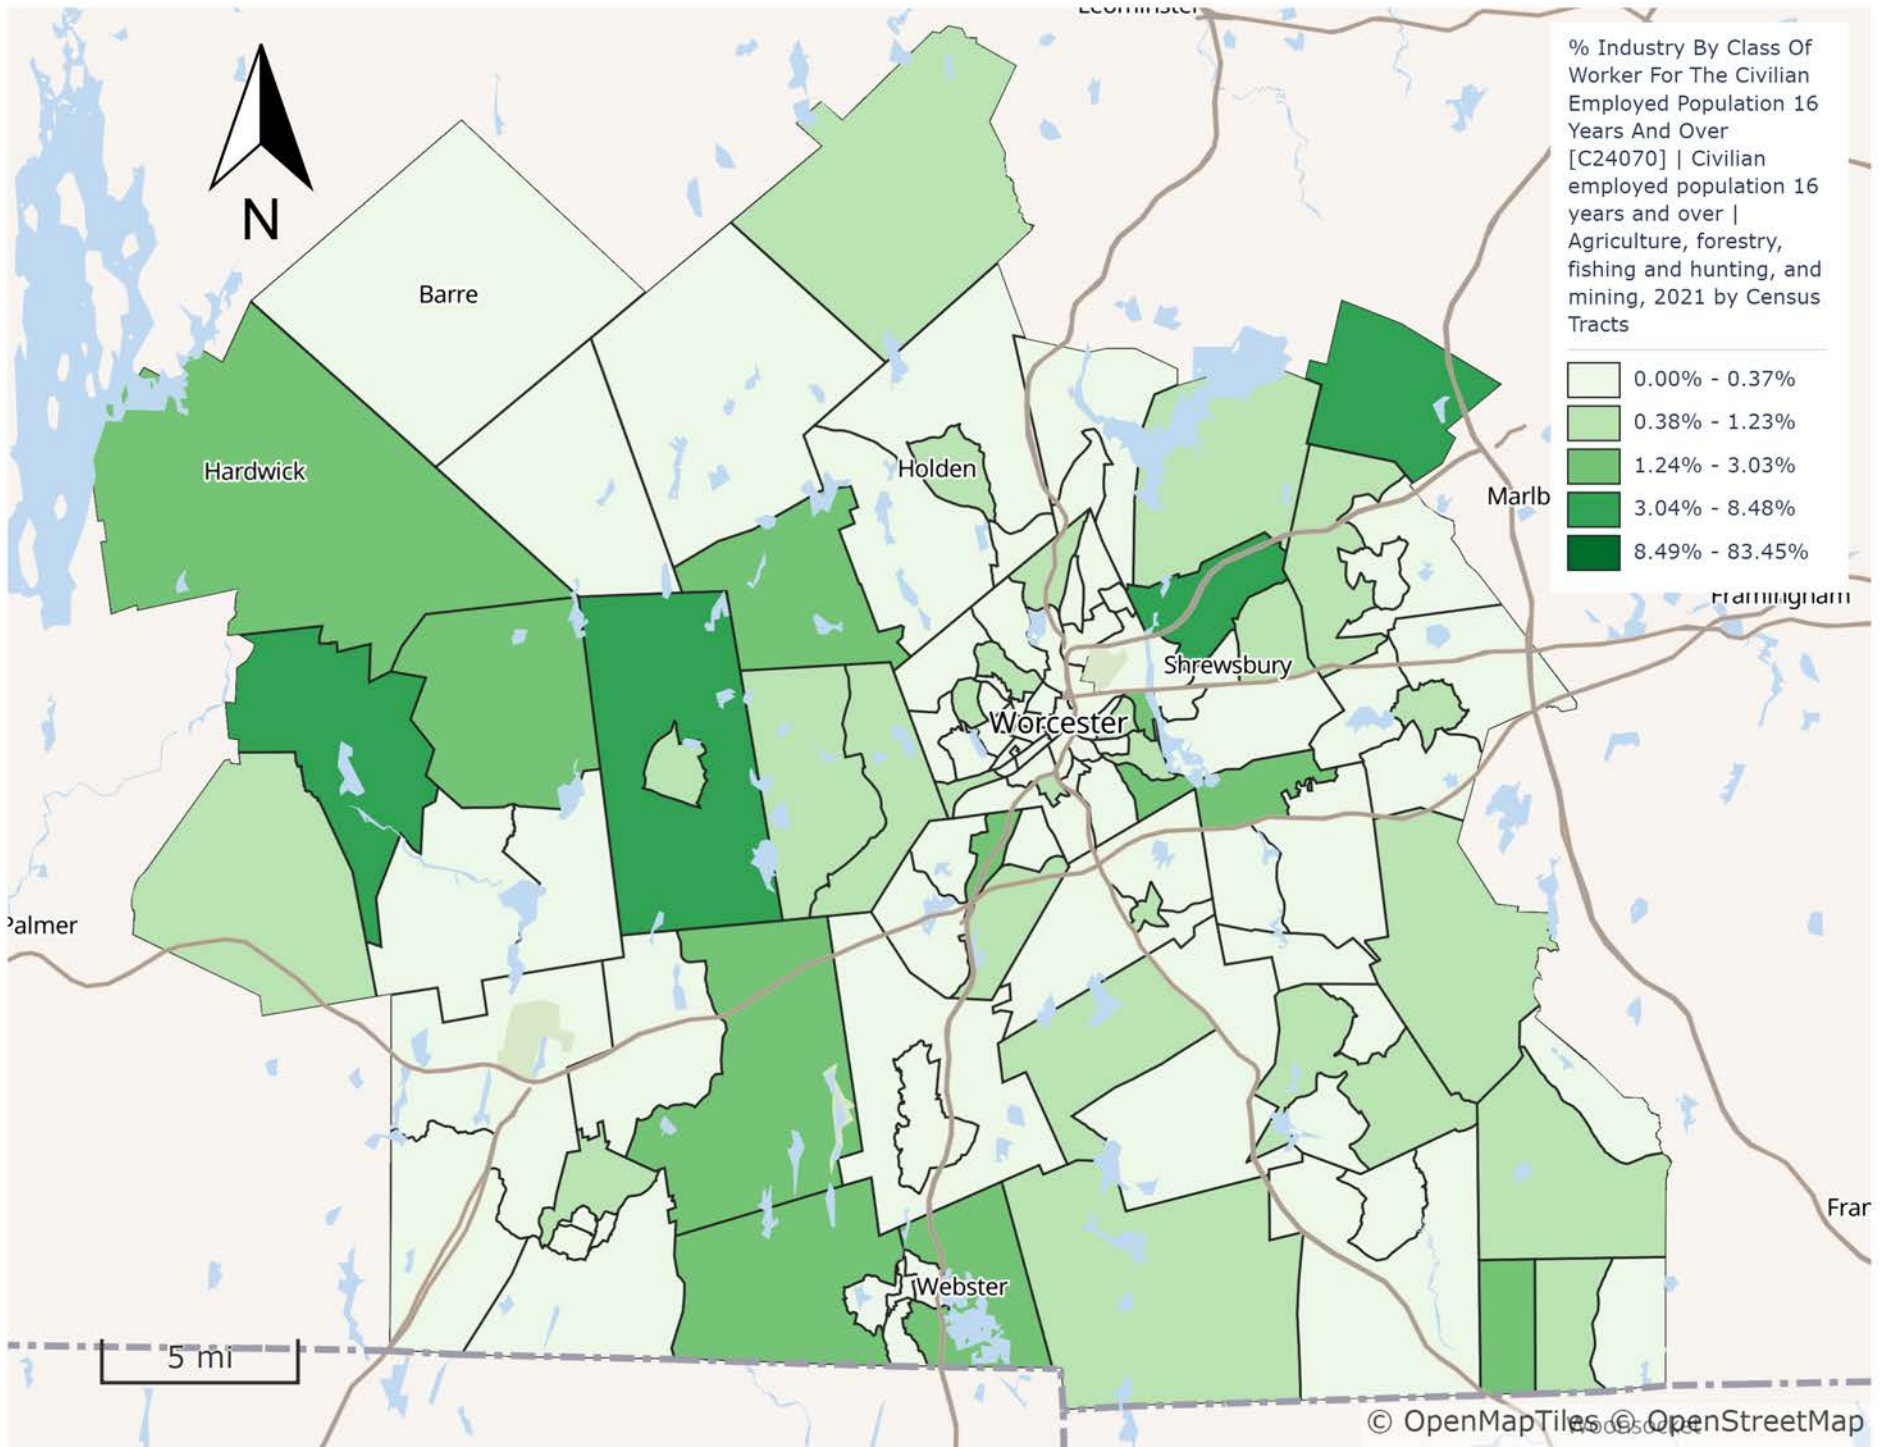 Leominster
% Industry By Class Of
Worker For The Civilian
Employed Population 16
Years And Over
[C24070] | Civilian
employed population 16
years and over |
Agriculture, forestry,
fishing and hunting, and
mining, 2021 by Census
Tracts
0.00% - 0.37%
0.38% - 1.23%
1.24% - 3.03%
3.04% - 8.48%
8.49% - 83.45%
N
Barre
Hardwick
Holden
Marlb
Framingham
Shrewsbury
Worcester
Palmer
Fran
Webster
5 mi
© OpenMapTiles © OpenStreetMap
Woonsocket